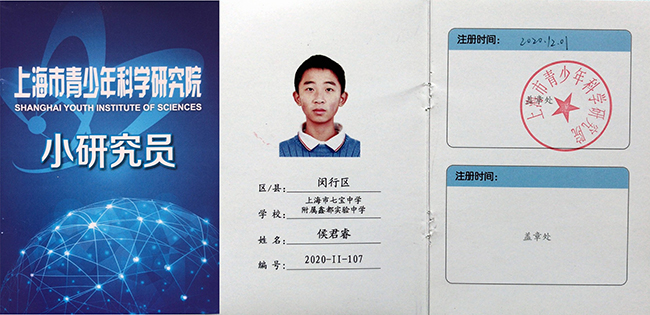 上海市青少年科学研究院
SHANGHAI YOUTH INSTITUTE OF SCIENCES
小研究员
区/县: 闵行区
学校: 上海市七宝中学
附属鑫都实验中学
姓名: 侯君睿
编号: 2020-II-107
注册时间: 2020.12.01
上海市青少年科学研究院
盖章处
注册时间:
盖章处